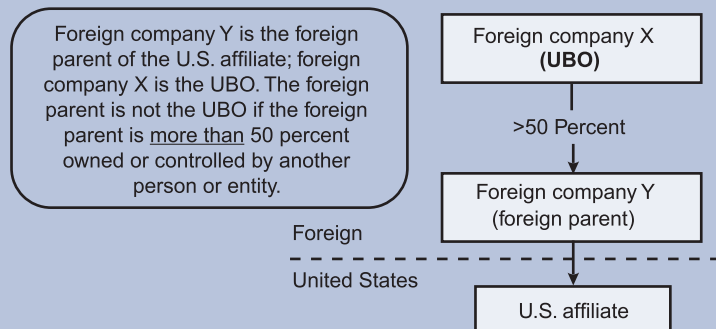 Foreign company Y is the foreign
parent of the U.S. affiliate; foreign
company X is the UBO. The foreign
parent is not the UBO if the foreign
parent is more than 50 percent
owned or controlled by another
person or entity.
Foreign company X
(UBO)
>50 Percent
Foreign company Y
(foreign parent)
Foreign
United States
U.S. affiliate